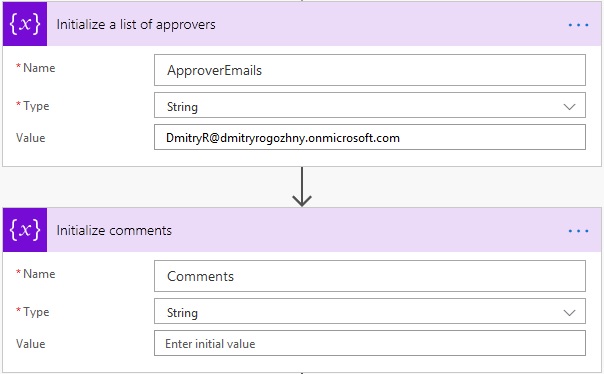 {x} Initialize a list of approvers ...
* Name ApproverEmails
* Type String
Value DmitryR@dmitryrogozhny.onmicrosoft.com
{x} Initialize comments ...
* Name Comments
* Type String
Value Enter initial value